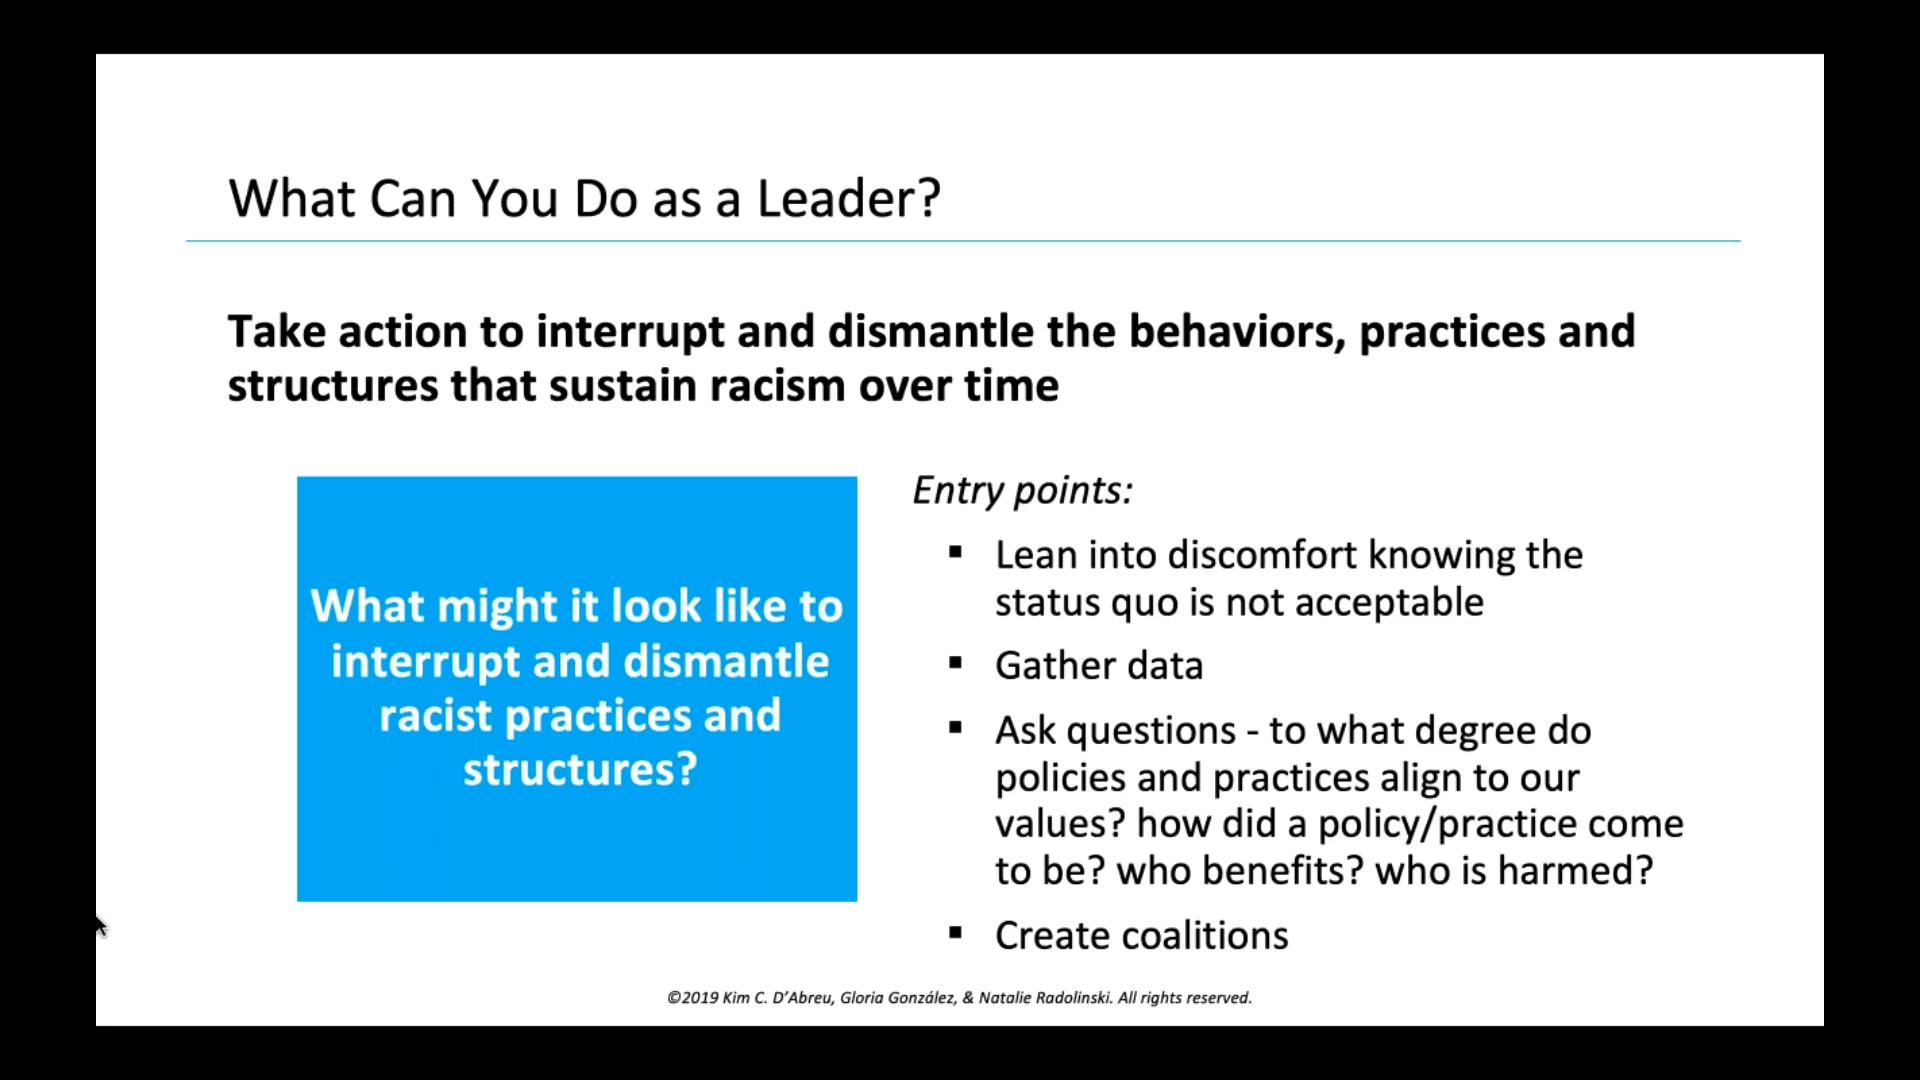 What Can You Do as a Leader?
Take action to interrupt and dismantle the behaviors, practices and
structures that sustain racism over time
What might it look like to
interrupt and dismantle
racist practices and
structures?
Entry points:
▪ Lean into discomfort knowing the
status quo is not acceptable
▪ Gather data
▪ Ask questions - to what degree do
policies and practices align to our
values? how did a policy/practice come
to be? who benefits? who is harmed?
▪ Create coalitions
©2019 Kim C. D’Abreu, Gloria González, & Natalie Radolinski. All rights reserved.